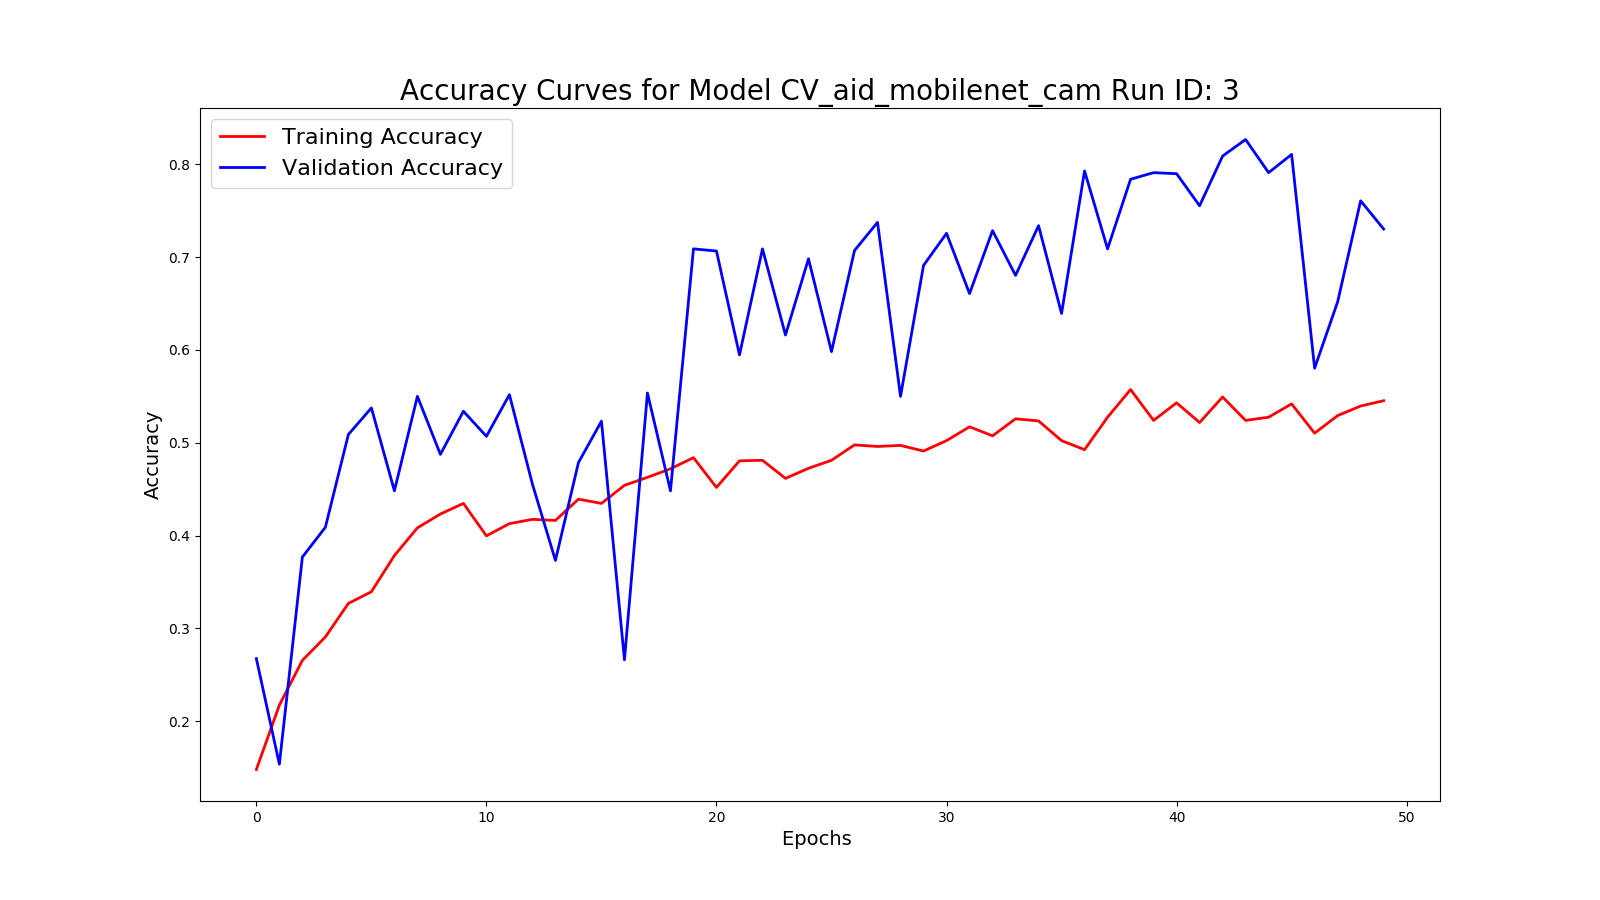 Accuracy Curves for Model CV_aid_mobilenet_cam Run ID: 3
Training Accuracy
Validation Accuracy
Accuracy
0.8
0.7
0.6
0.5
0.4
0.3
0.2
0 10 20 30 40 50
Epochs